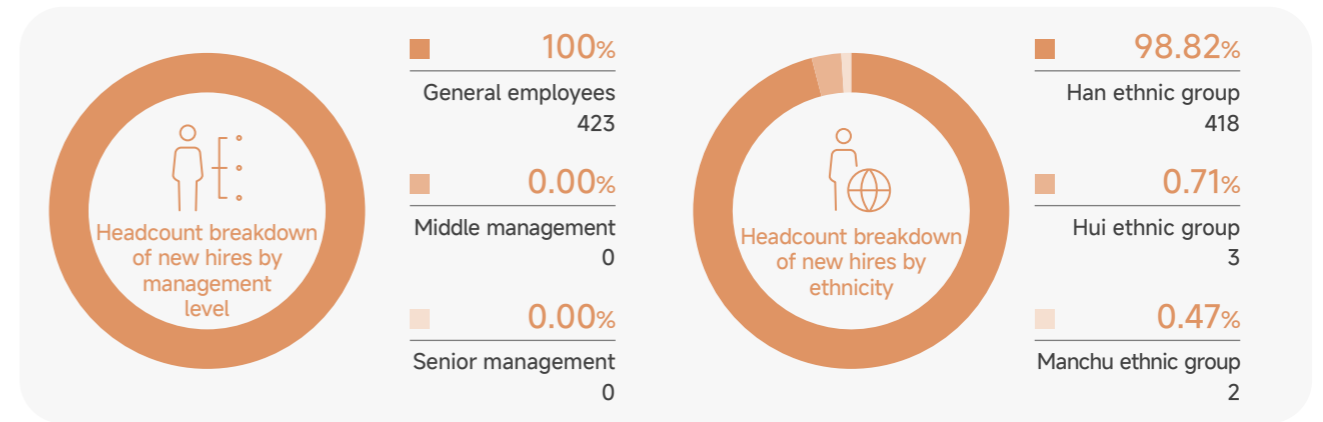 Headcount breakdown
of new hires by
management
level
100%
General employees
423
0.00%
Middle management
0
0.00%
Senior management
0
Headcount breakdown
of new hires by
ethnicity
98.82%
Han ethnic group
418
0.71%
Hui ethnic group
3
0.47%
Manchu ethnic group
2